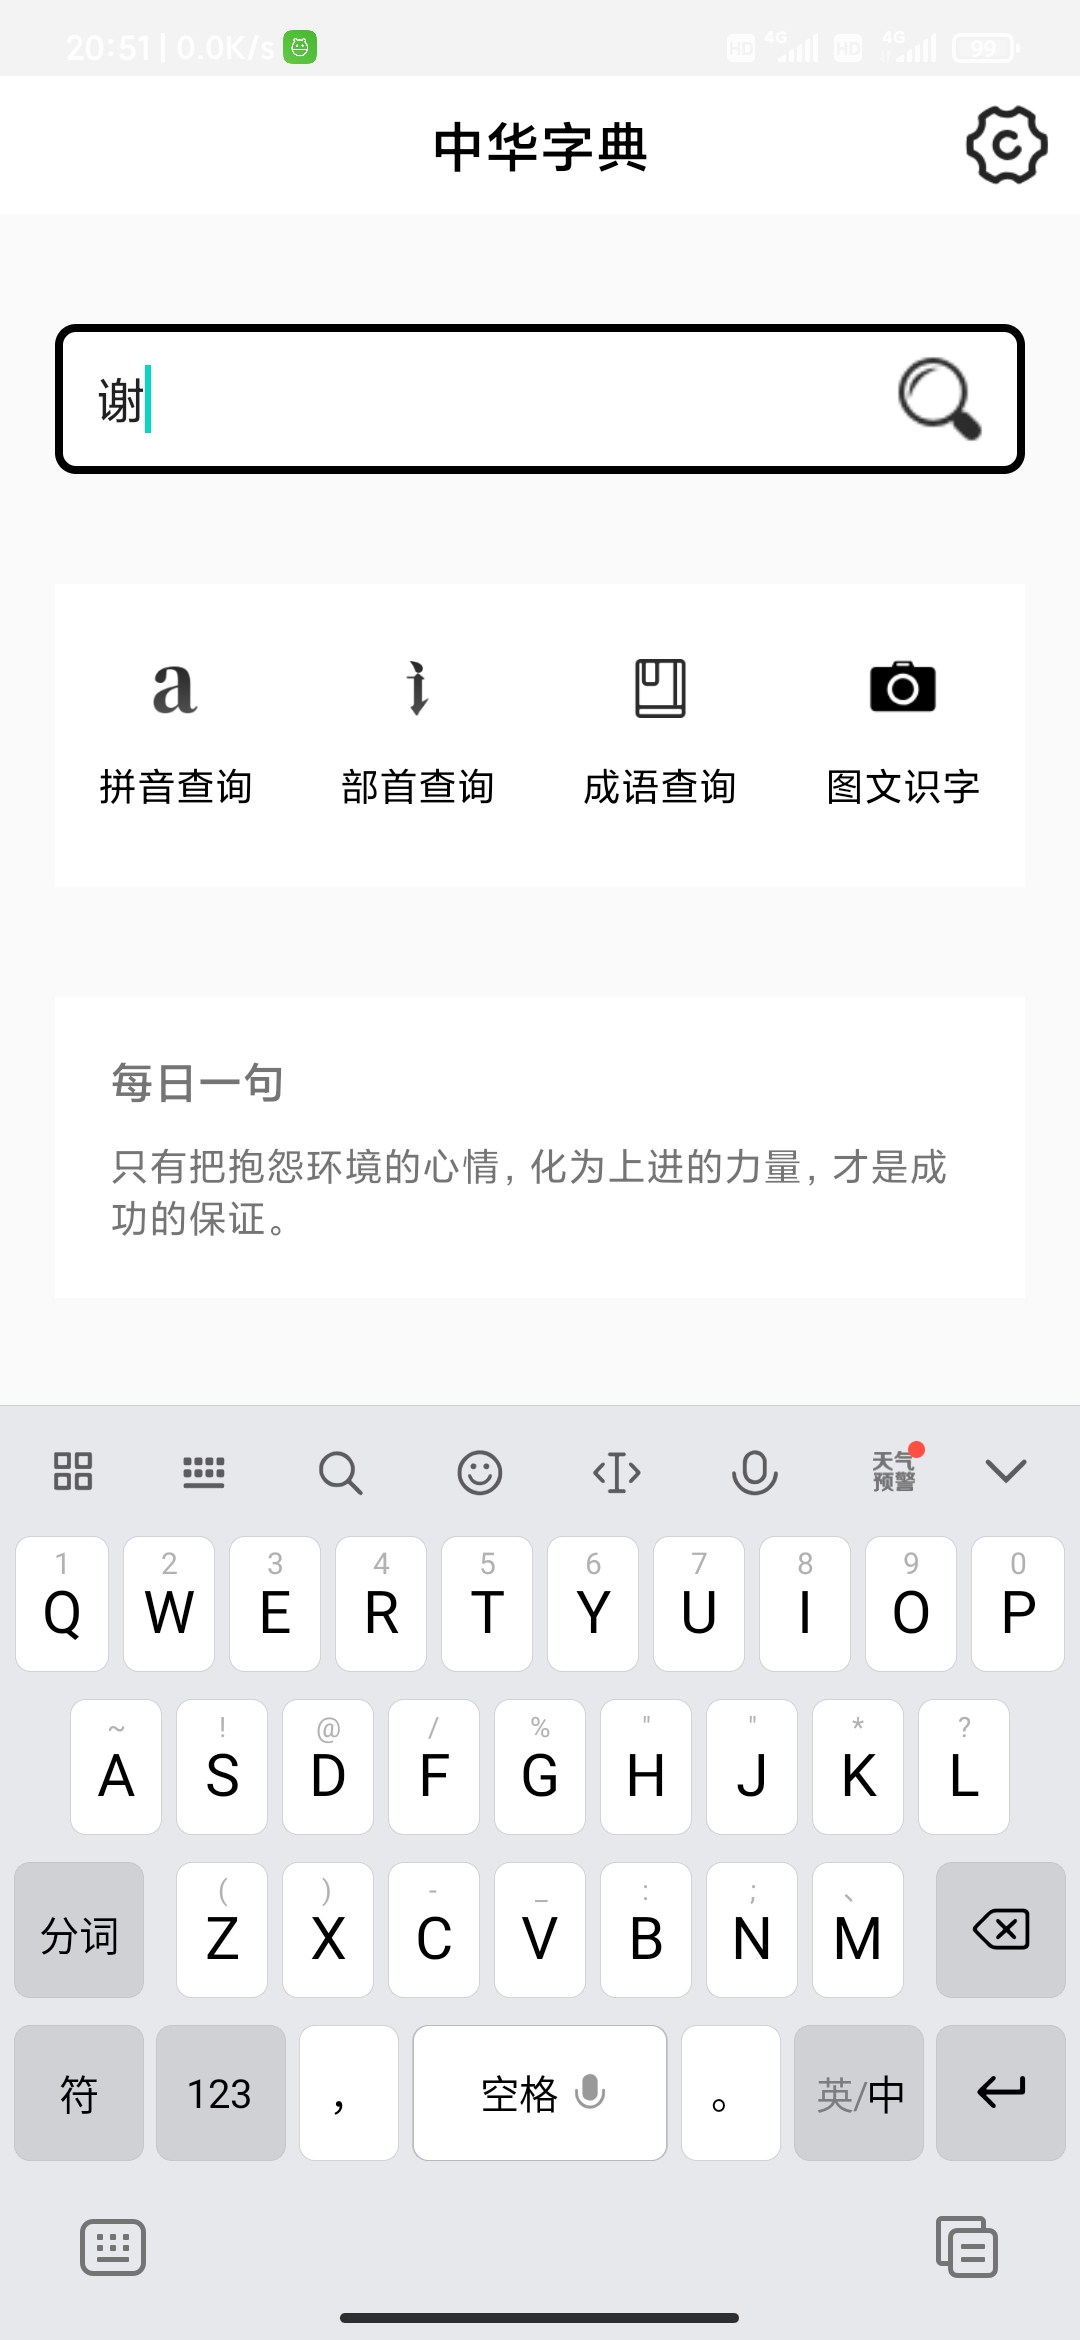 20:51 | 0.0K/s HD 4G HD 4G 99
中华字典
谢
拼音查询 部首查询 成语查询 图文识字
每日一句
只有把抱怨环境的心情，化为上进的力量，才是成
功的保证。
天气
预警
1 2 3 4 5 6 7 8 9 0
Q W E R T Y U I O P
~ ! @ / % " " * ?
A S D F G H J K L
( ) - _ : ; 、
分词 Z X C V B N M
符 123 ， 空格 。 英/中